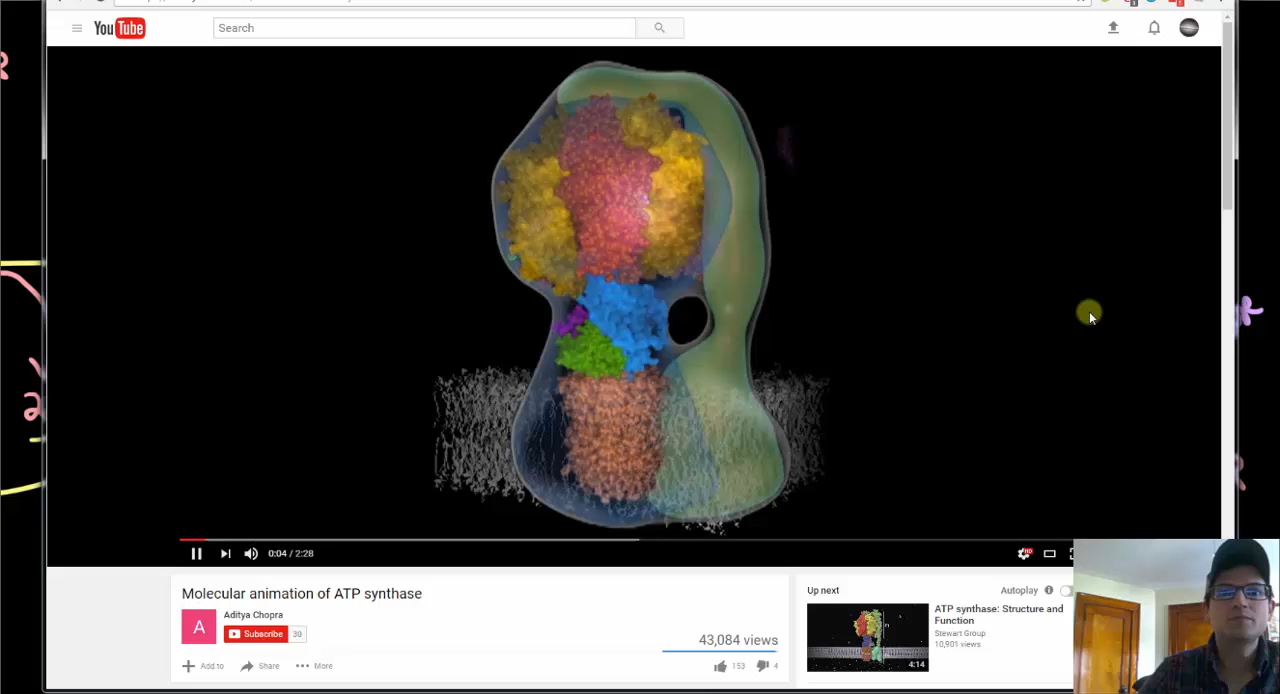 YouTube
Search
0:04 / 2:28
HD
Molecular animation of ATP synthase
A
Aditya Chopra
Subscribe 30
43,084 views
Add to
Share
More
153
4
Up next
Autoplay
ATP synthase: Structure and
Function
Stewart Group
10,901 views
4:14